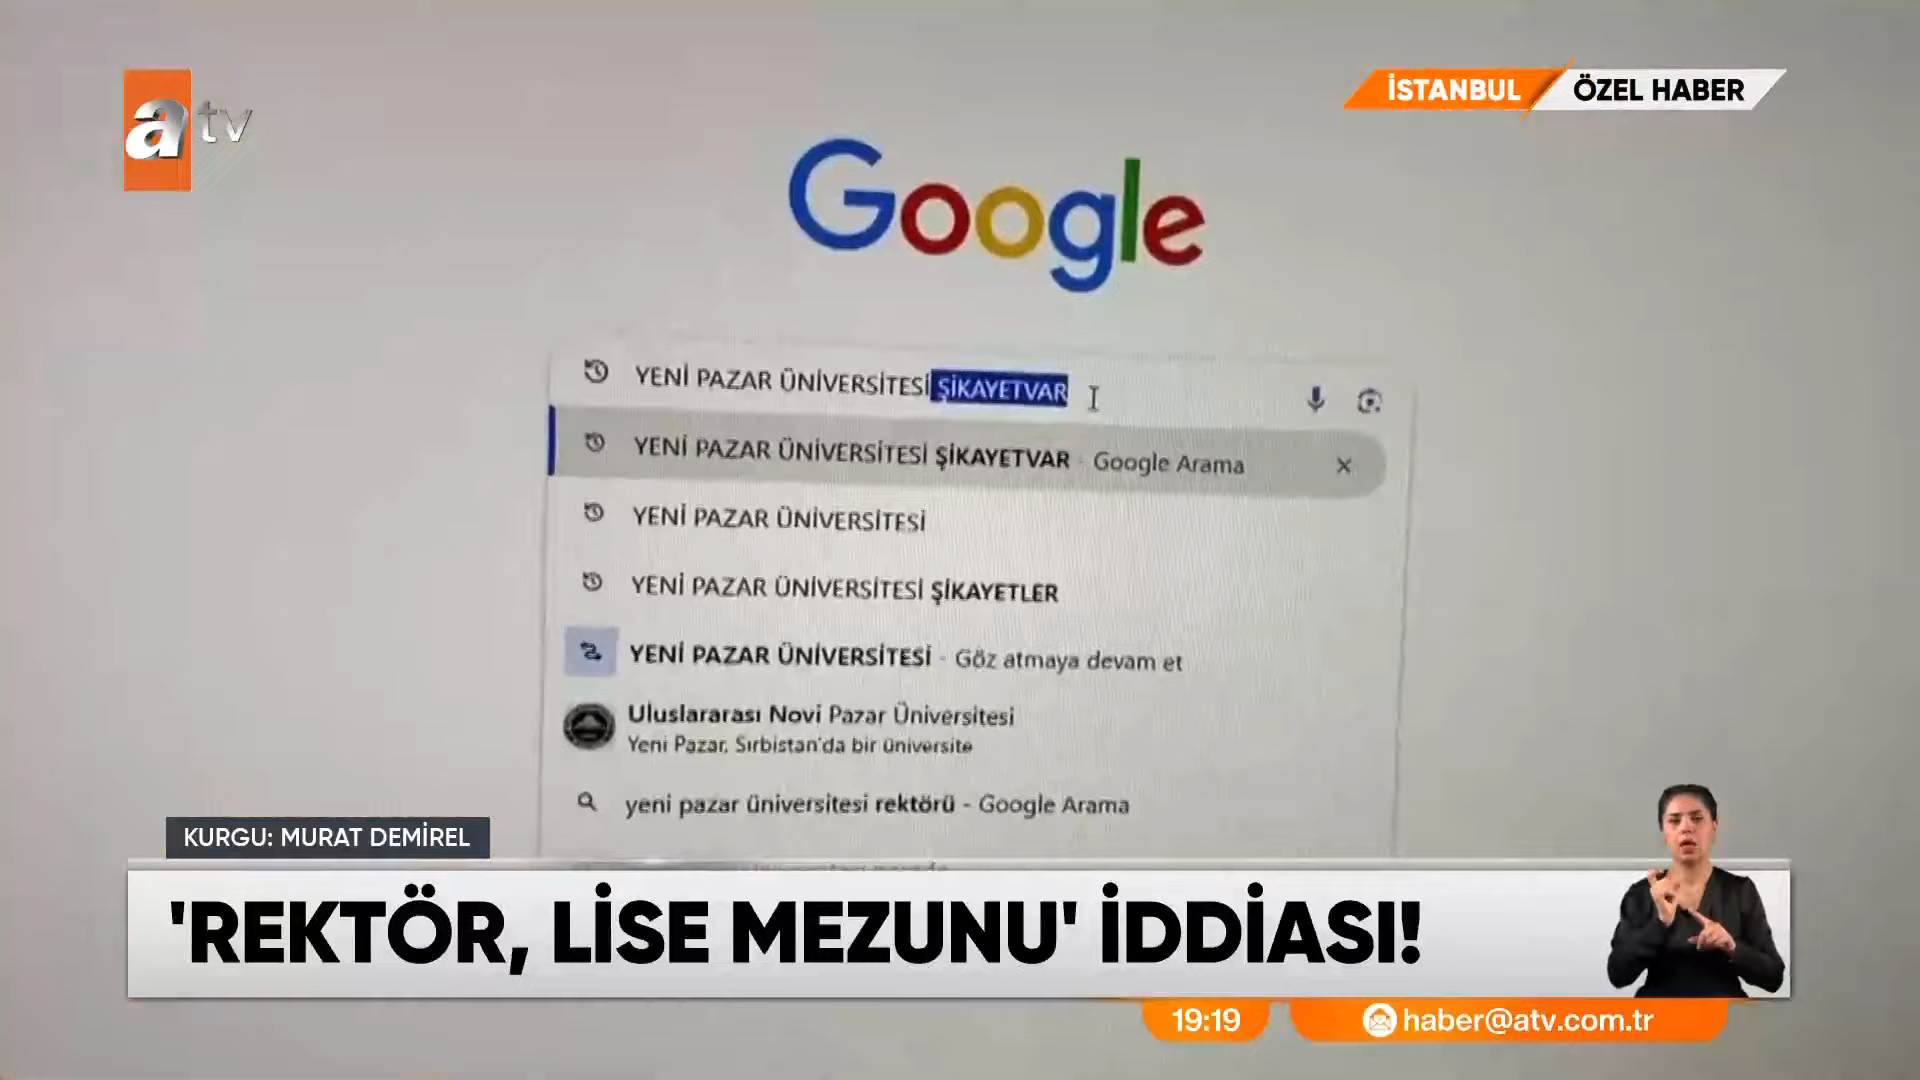 atv
İSTANBUL
ÖZEL HABER
Google
YENİ PAZAR ÜNİVERSİTESİ ŞİKAYETVAR
YENİ PAZAR ÜNİVERSİTESİ ŞİKAYETVAR - Google Arama
YENİ PAZAR ÜNİVERSİTESİ
YENİ PAZAR ÜNİVERSİTESİ ŞİKAYETLER
YENİ PAZAR ÜNİVERSİTESİ - Göz atmaya devam et
Uluslararası Novi Pazar Üniversitesi
Yeni Pazar, Sırbistan'da bir üniversite
yeni pazar üniversitesi rektörü - Google Arama
KURGU: MURAT DEMİREL
'REKTÖR, LİSE MEZUNU' İDDİASI!
19:19
haber@atv.com.tr